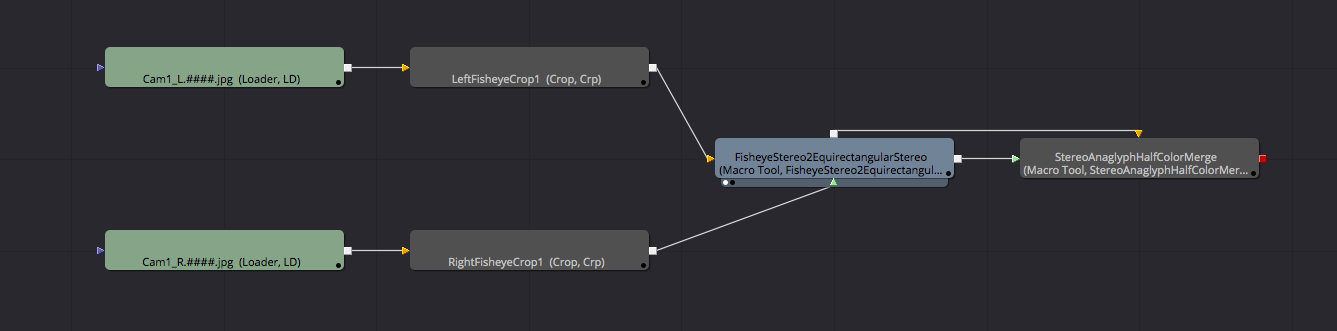 Cam1_L.####.jpg (Loader, LD)
LeftFisheyeCrop1 (Crop, Crp)
FisheyeStereo2EquirectangularStereo
(Macro Tool, FisheyeStereo2Equirectangul...
StereoAnaglyphHalfColorMerge
(Macro Tool, StereoAnaglyphHalfColorMer...
Cam1_R.####.jpg (Loader, LD)
RightFisheyeCrop1 (Crop, Crp)